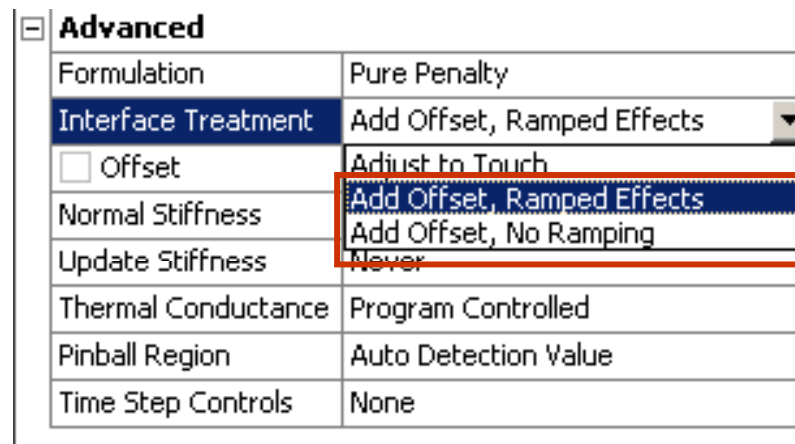 Advanced
Formulation Pure Penalty
Interface Treatment Add Offset, Ramped Effects
Offset Adjust to Touch
Add Offset, Ramped Effects
Normal Stiffness Add Offset, No Ramping
Update Stiffness Never
Thermal Conductance Program Controlled
Pinball Region Auto Detection Value
Time Step Controls None